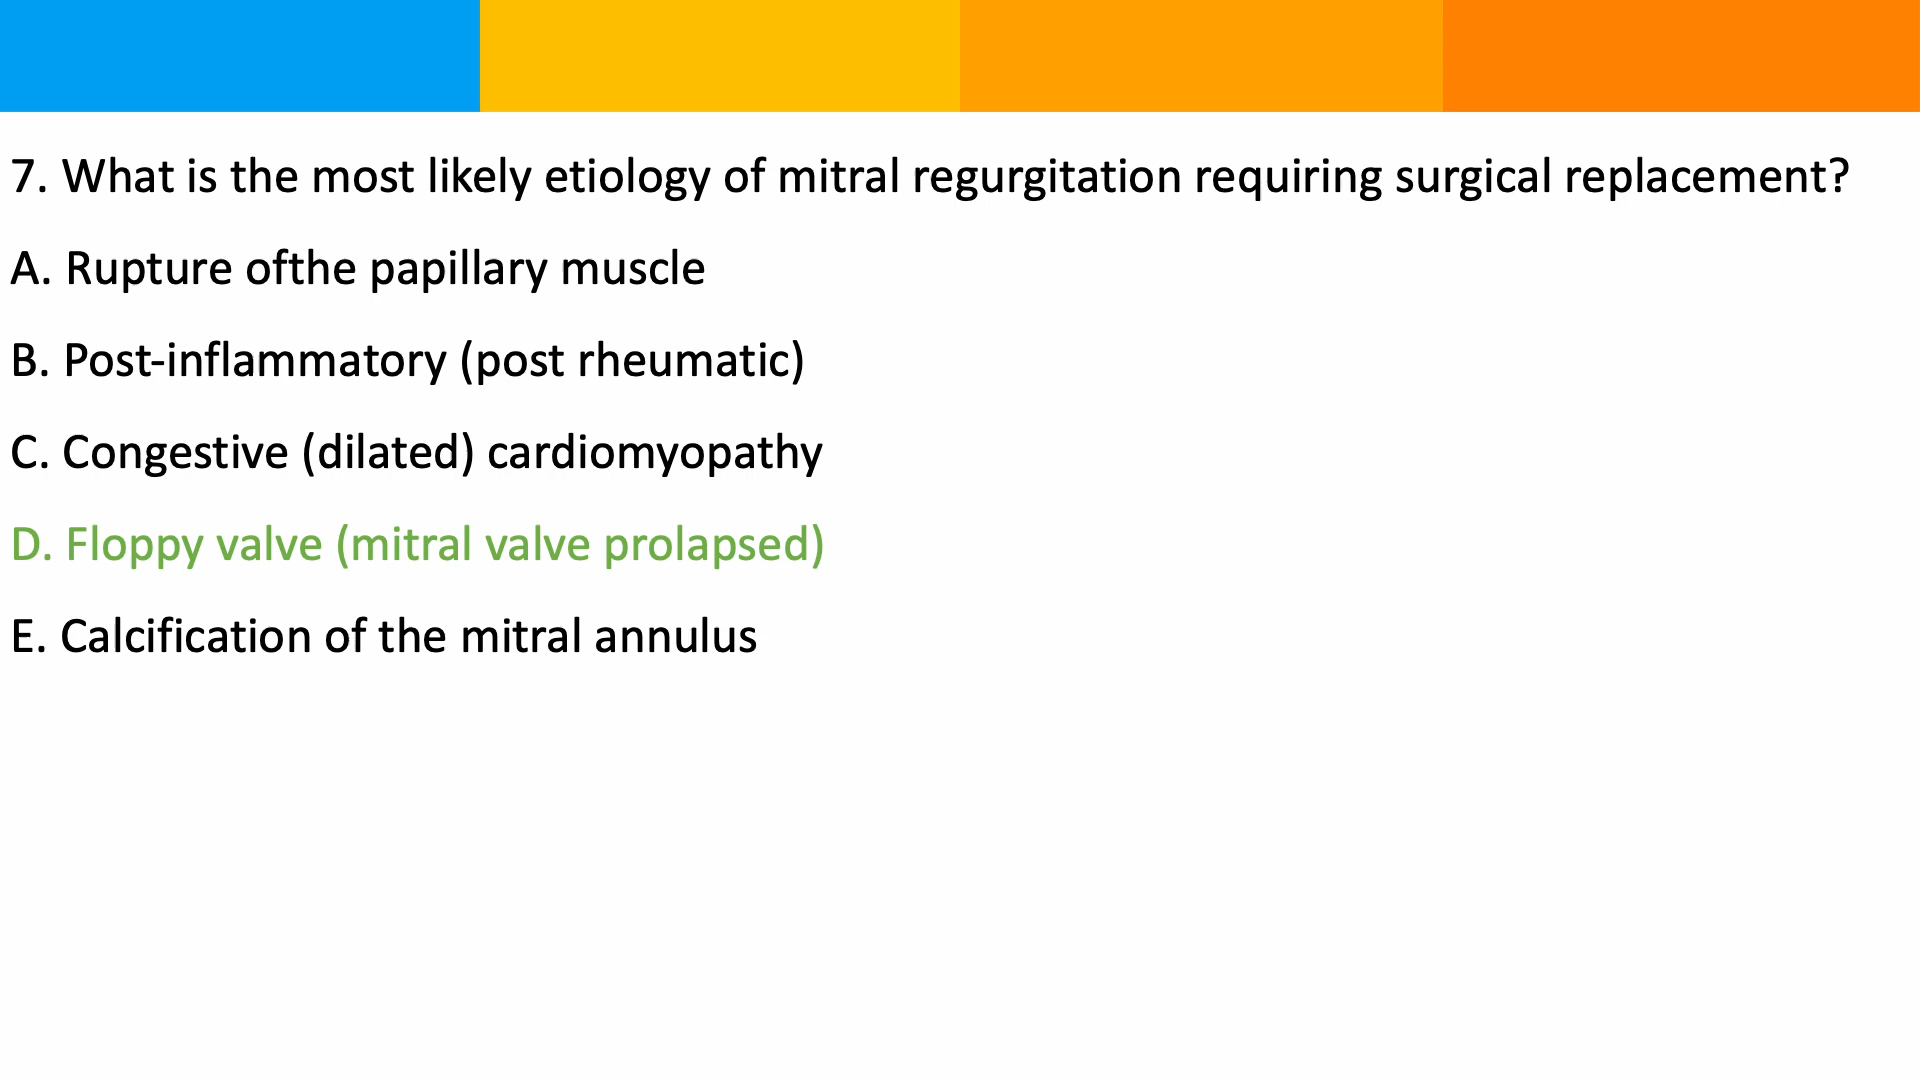 7. What is the most likely etiology of mitral regurgitation requiring surgical replacement?
A. Rupture ofthe papillary muscle
B. Post-inflammatory (post rheumatic)
C. Congestive (dilated) cardiomyopathy
D. Floppy valve (mitral valve prolapsed)
E. Calcification of the mitral annulus